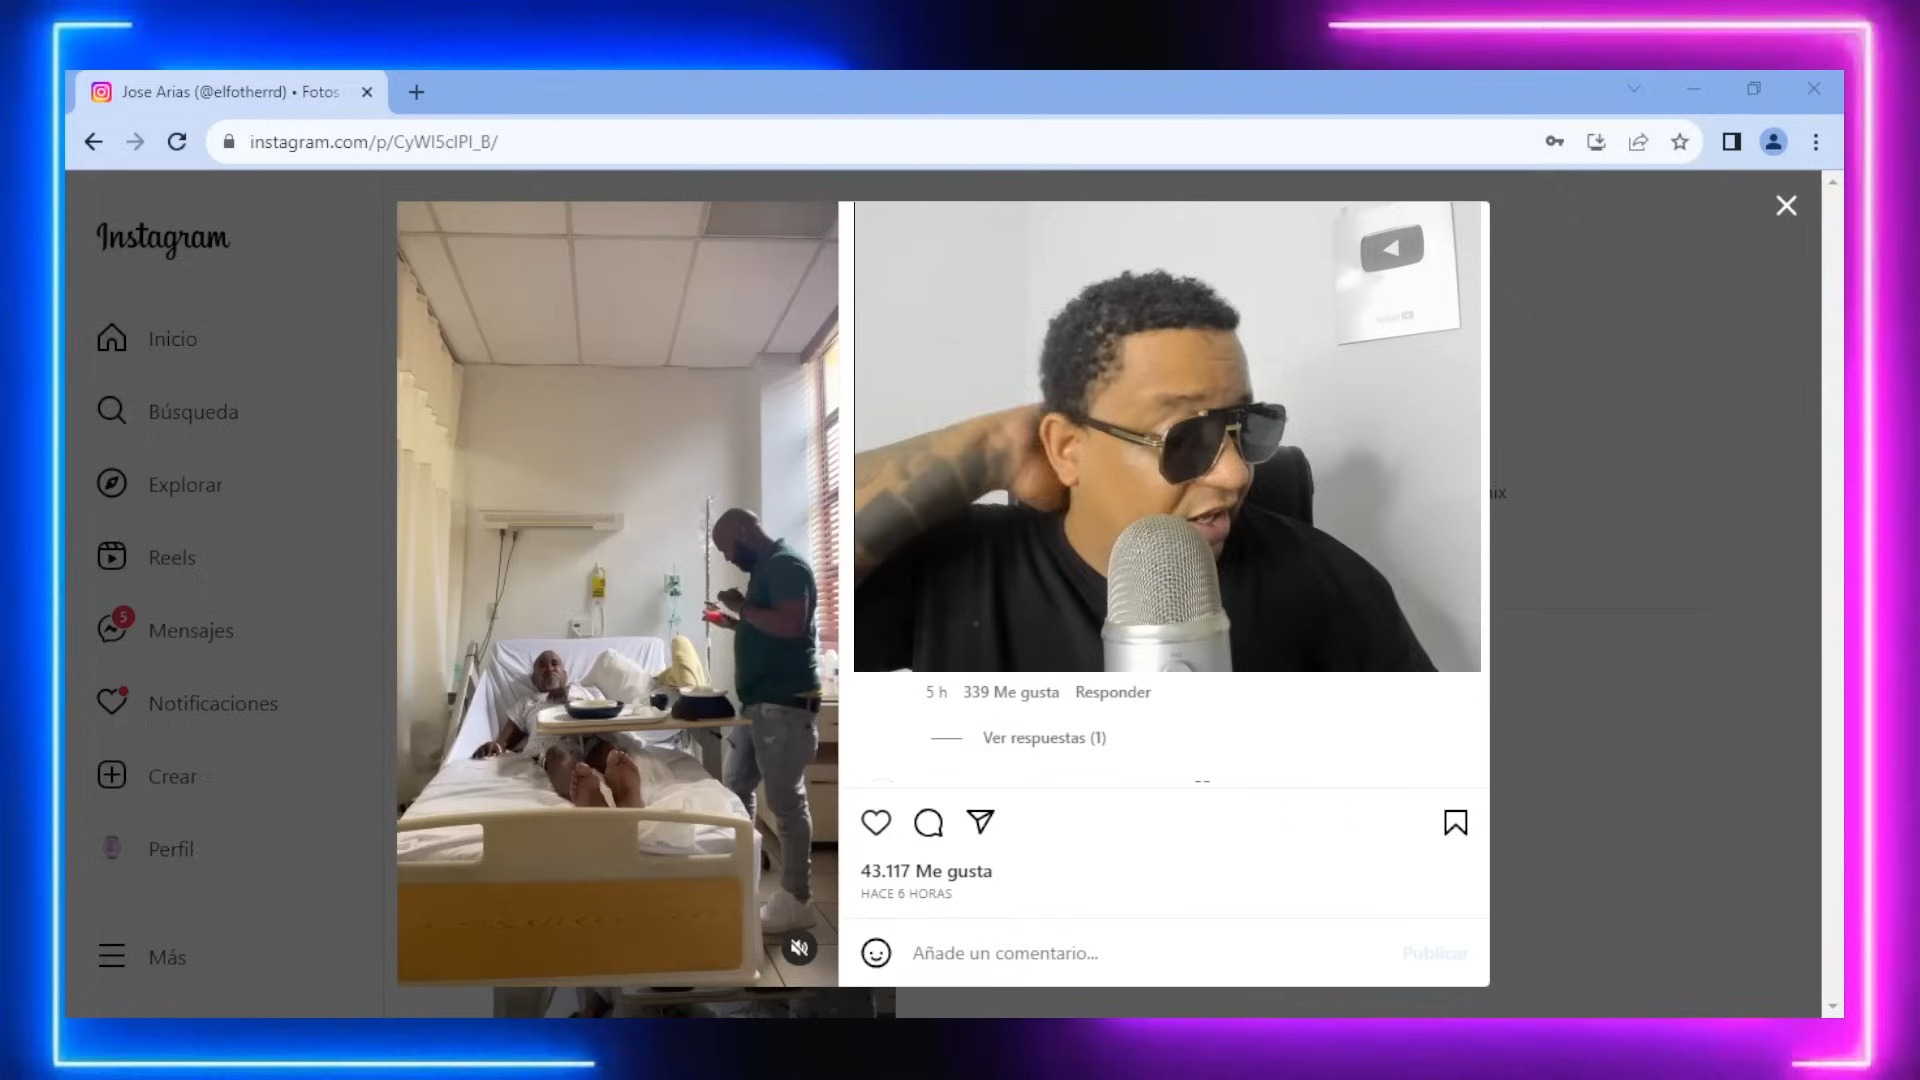 Jose Arias (@elfotherrd) • Fotos
instagram.com/p/CyWI5cIPI_B/
Instagram
Inicio
Búsqueda
Explorar
Reels
5
Mensajes
Notificaciones
Crear
Perfil
Más
5 h 339 Me gusta Responder
Ver respuestas (1)
43.117 Me gusta
HACE 6 HORAS
Añade un comentario...
Publicar